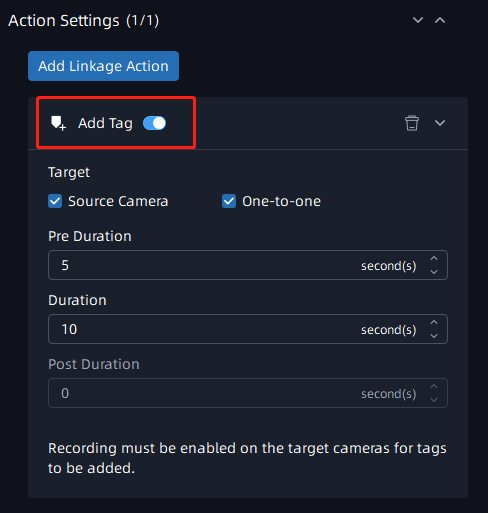 Action Settings (1/1)
Add Linkage Action
Add Tag
Target
Source Camera One-to-one
Pre Duration
5 second(s)
Duration
10 second(s)
Post Duration
0 second(s)
Recording must be enabled on the target cameras for tags
to be added.